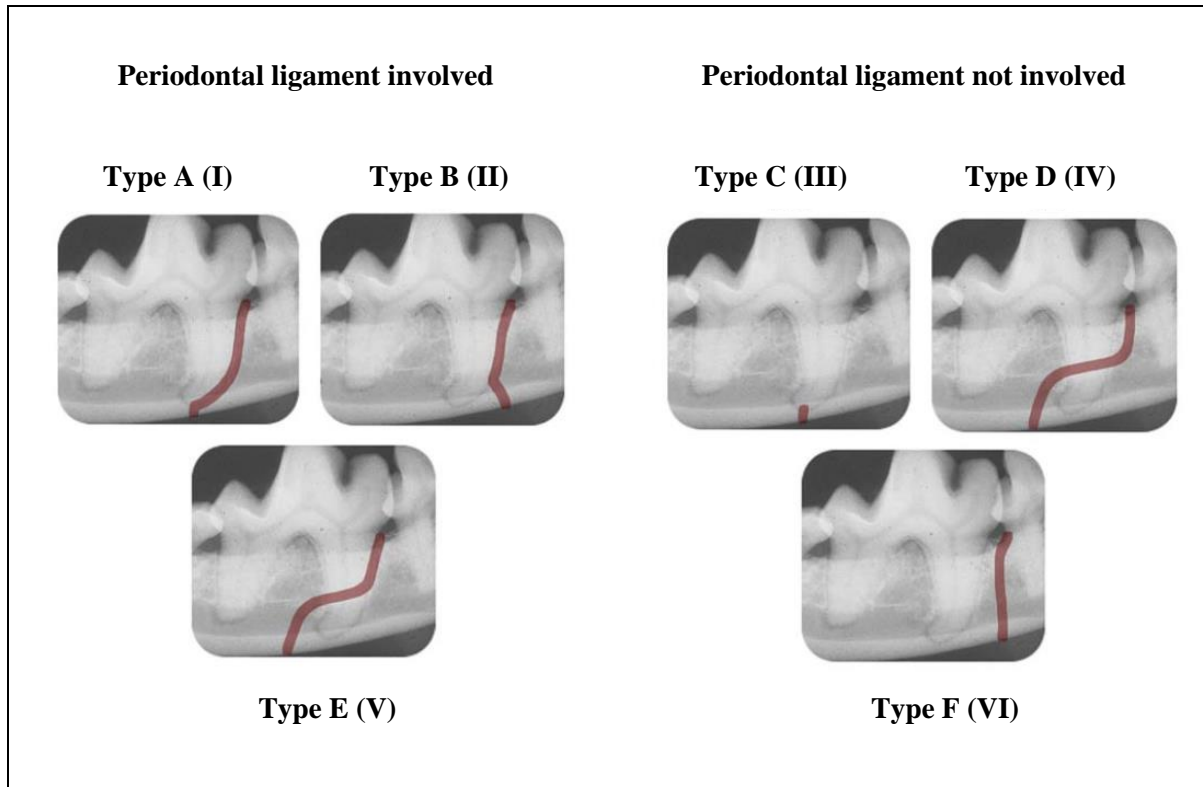 Periodontal ligament involved
Periodontal ligament not involved
Type A (I)
Type B (II)
Type C (III)
Type D (IV)
Type E (V)
Type F (VI)